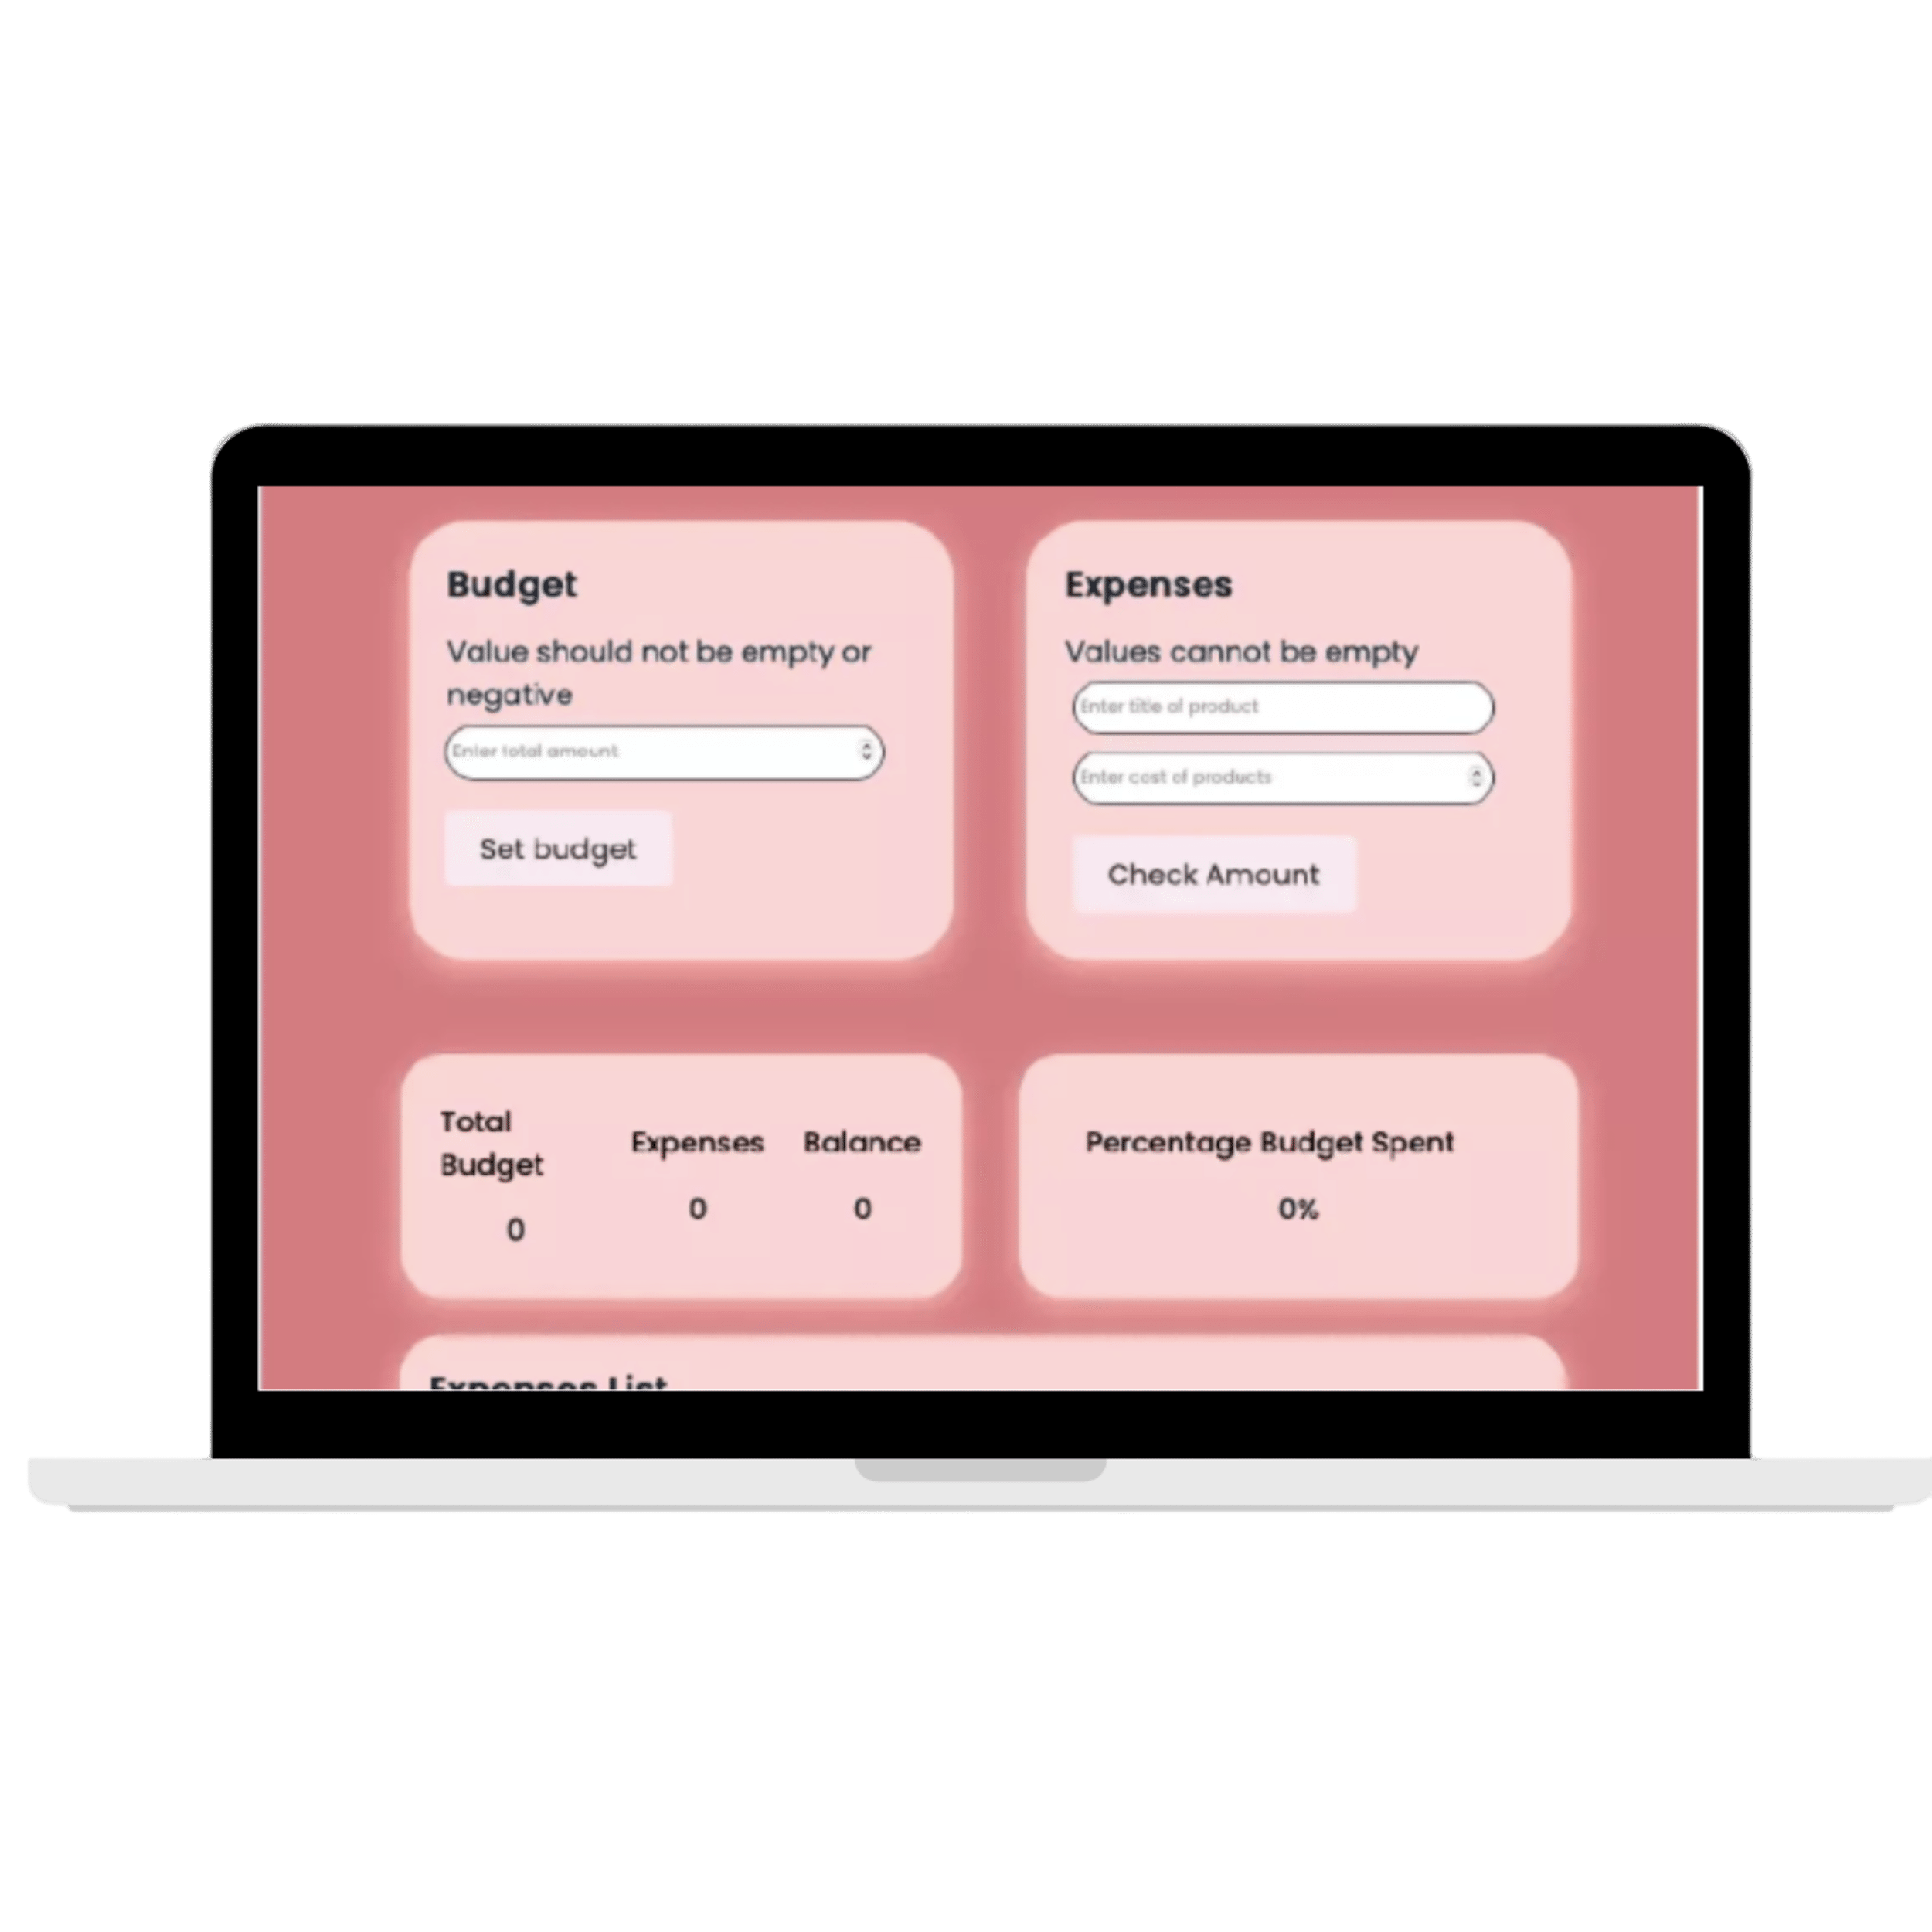 Budget
Value should not be empty or
negative
Enter total amount
Set budget
Expenses
Values cannot be empty
Enter title of product
Enter cost of products
Check Amount
Total
Budget
0
Expenses
0
Balance
0
Percentage Budget Spent
0%
Expenses List